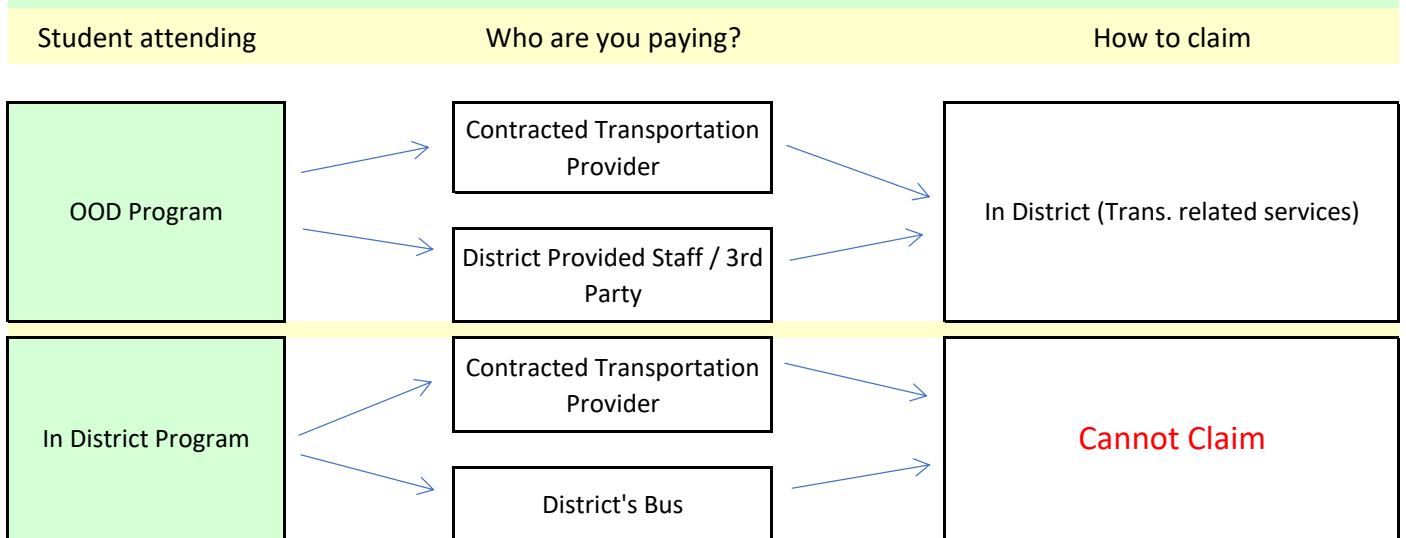 Student attending
Who are you paying?
How to claim
OOD Program
Contracted Transportation
Provider
District Provided Staff / 3rd
Party
In District (Trans. related services)
In District Program
Contracted Transportation
Provider
District's Bus
Cannot Claim